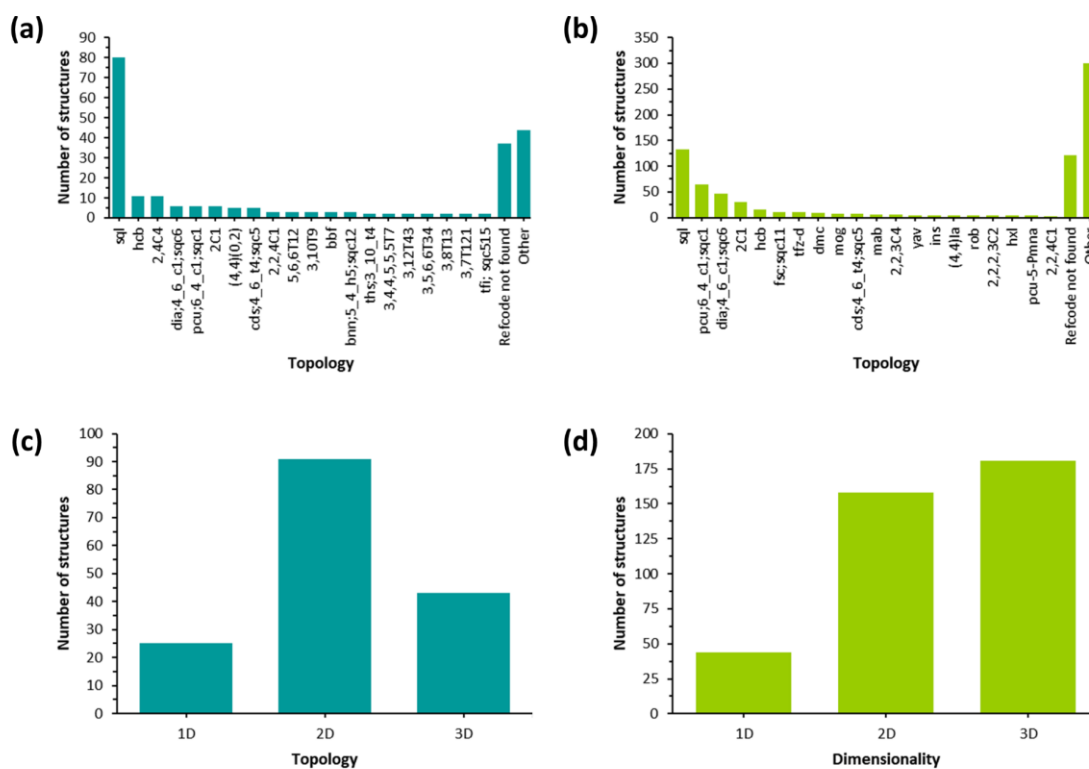 (a)
Number of structures
90
80
70
60
50
40
30
20
10
0
sql
hcb
2,4C4
dia;4_6_c1;sqc6
pcu;6_4_c1;sqc1
2C1
(4,4)(0,2)
cds;4_6_t4;sqc5
2,2,4C1
5,6,6T12
3,10T9
bbf
bnn;5_4_h5;sqc12
ths;3_10_t4
3,4,4,5,5,5T7
3,12T43
3,5,6,6T34
3,8T13
3,7T121
tfi; sqc515
Refcode not found
Other
Topology
(b)
Number of structures
350
300
250
200
150
100
50
0
sql
pcu;6_4_c1;sqc1
dia;4_6_c1;sqc6
2C1
hcb
fsc;sqc11
tfz-d
dmc
mog
cds;4_6_t4;sqc5
mab
2,2,3C4
yav
ins
(4,4)Ia
rob
2,2,2,3C2
hxl
pcu-5-Pmna
2,2,4C1
Refcode not found
Other
Topology
(c)
Number of structures
100
90
80
70
60
50
40
30
20
10
0
1D
2D
3D
Topology
(d)
Number of structures
200
175
150
125
100
75
50
25
0
1D
2D
3D
Dimensionality